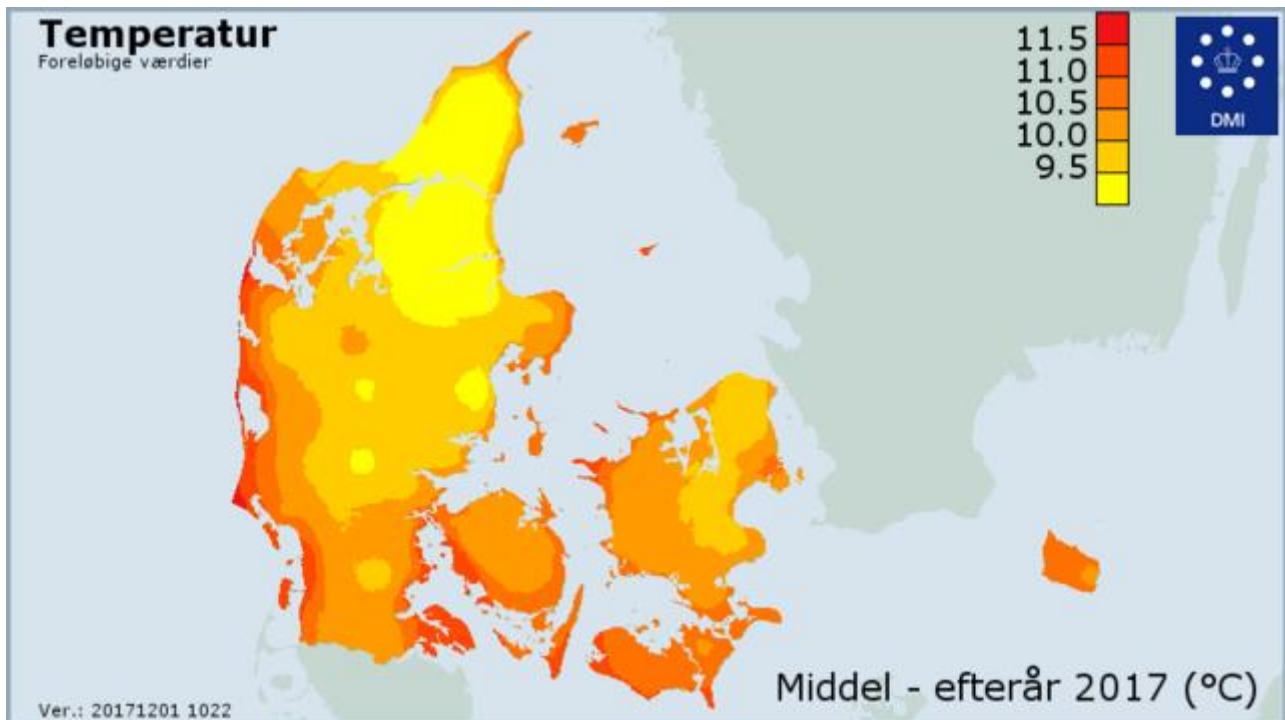 Temperatur
Foreløbige værdier
11.5
11.0
10.5
10.0
9.5
DMI
Middel - efterår 2017 (°C)
Ver.: 20171201 1022